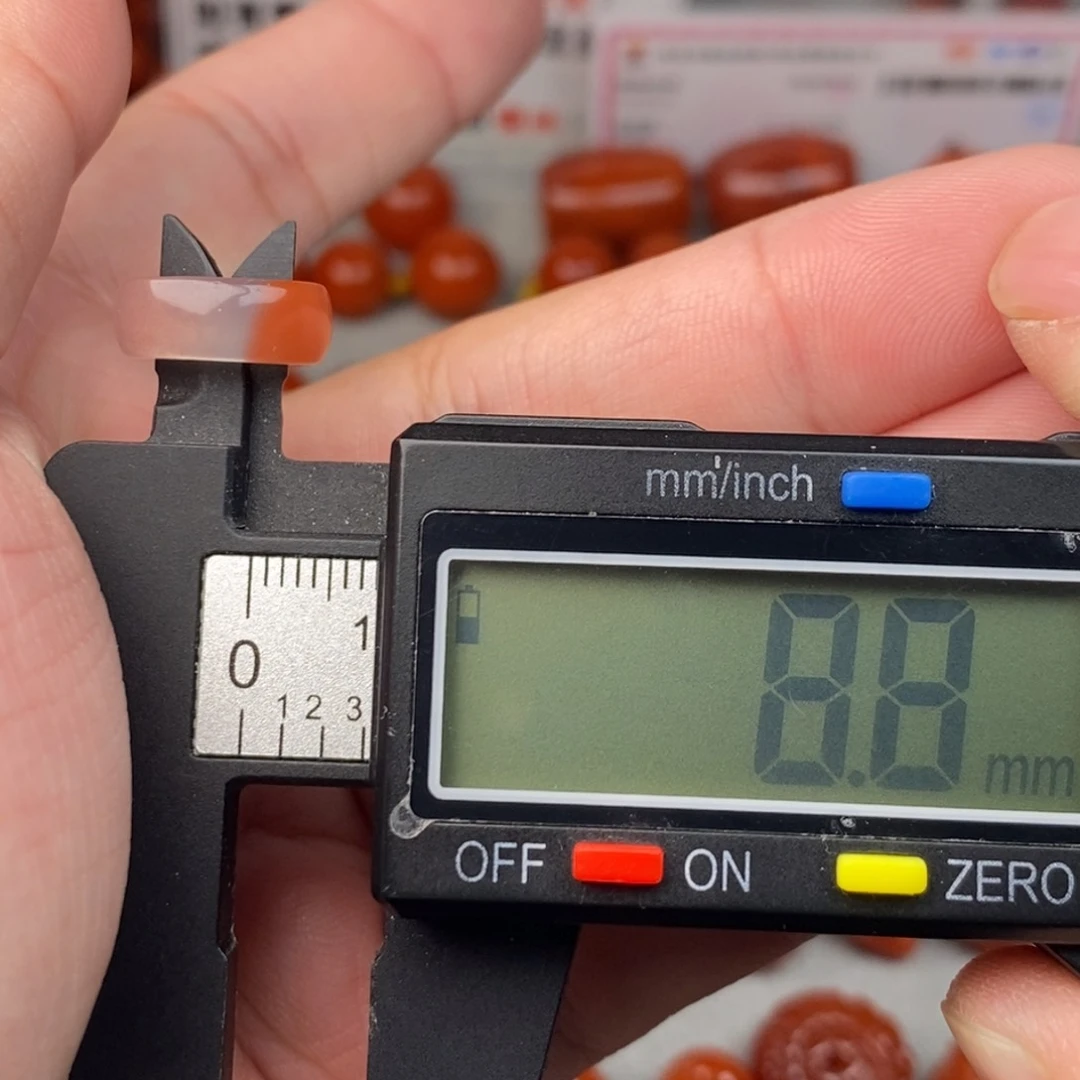 mm/inch
0 1
1 2 3
8.8 mm
OFF ON ZERO